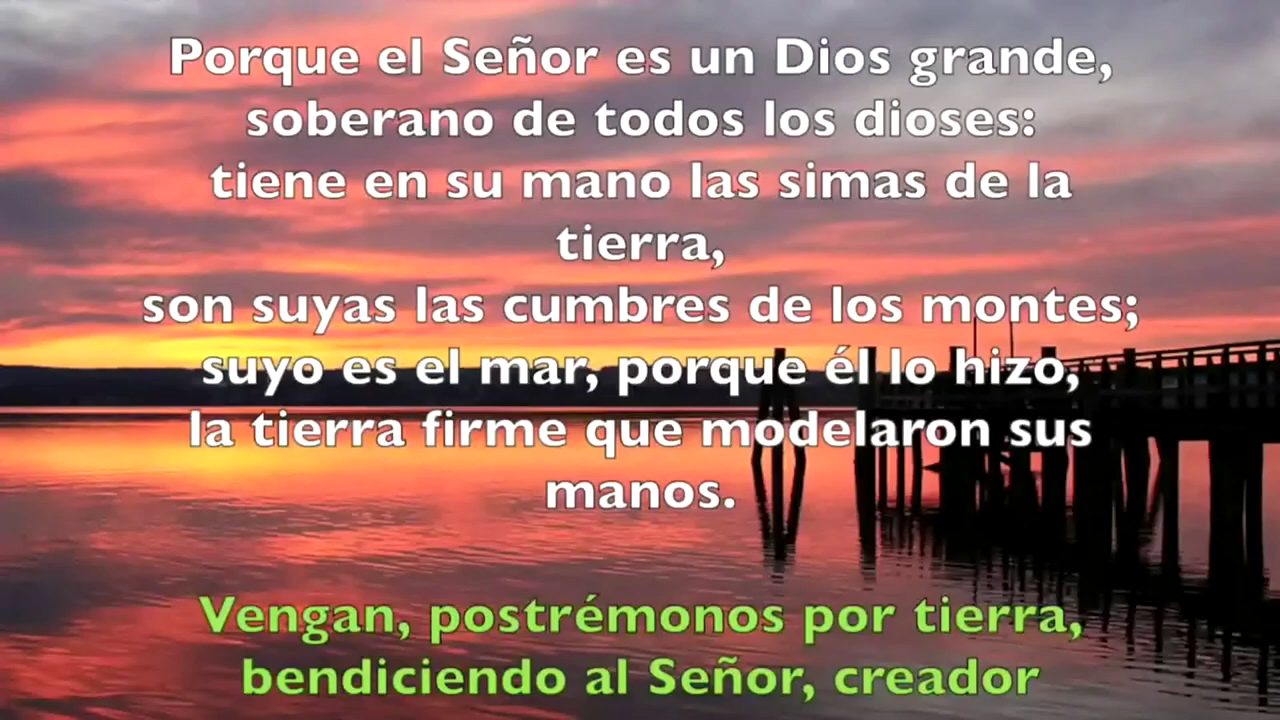 Porque el Señor es un Dios grande,
soberano de todos los dioses:
tiene en su mano las simas de la
tierra,
son suyas las cumbres de los montes;
suyo es el mar, porque él lo hizo,
la tierra firme que modelaron sus
manos.
Vengan, postrémonos por tierra,
bendiciendo al Señor, creador